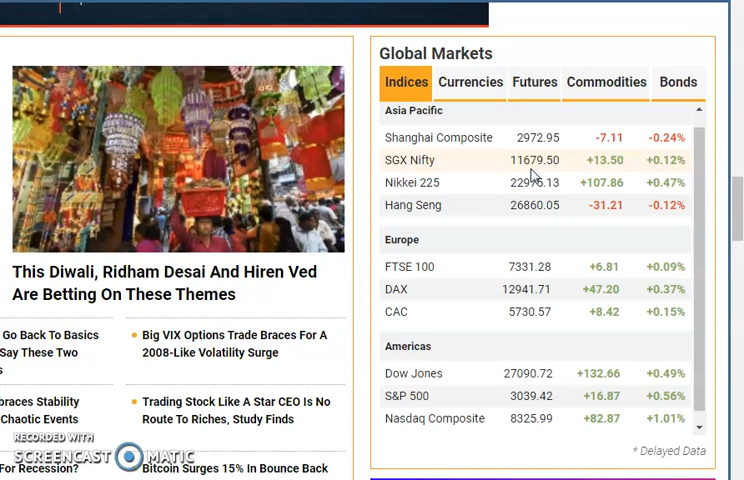 Global Markets
Indices Currencies Futures Commodities Bonds
Asia Pacific
Shanghai Composite 2972.95 -7.11 -0.24%
SGX Nifty 11679.50 +13.50 +0.12%
Nikkei 225 +107.86 +0.47%
Hang Seng 26860.05 -31.21 -0.12%
Europe
FTSE 100 7331.28 +6.81 +0.09%
DAX 12941.71 +47.20 +0.37%
CAC 5730.57 +8.42 +0.15%
Americas
Dow Jones 27090.72 +132.66 +0.49%
S&P 500 3039.42 +16.87 +0.56%
Nasdaq Composite 8325.99 +82.87 +1.01%
* Delayed Data
This Diwali, Ridham Desai And Hiren Ved
Are Betting On These Themes
Go Back To Basics
Say These Two
s
Big VIX Options Trade Braces For A
2008-Like Volatility Surge
braces Stability
Chaotic Events
Trading Stock Like A Star CEO Is No
Route To Riches, Study Finds
For Recession?
Bitcoin Surges 15% In Bounce Back
RECORDED WITH
SCREENCAST MATIC